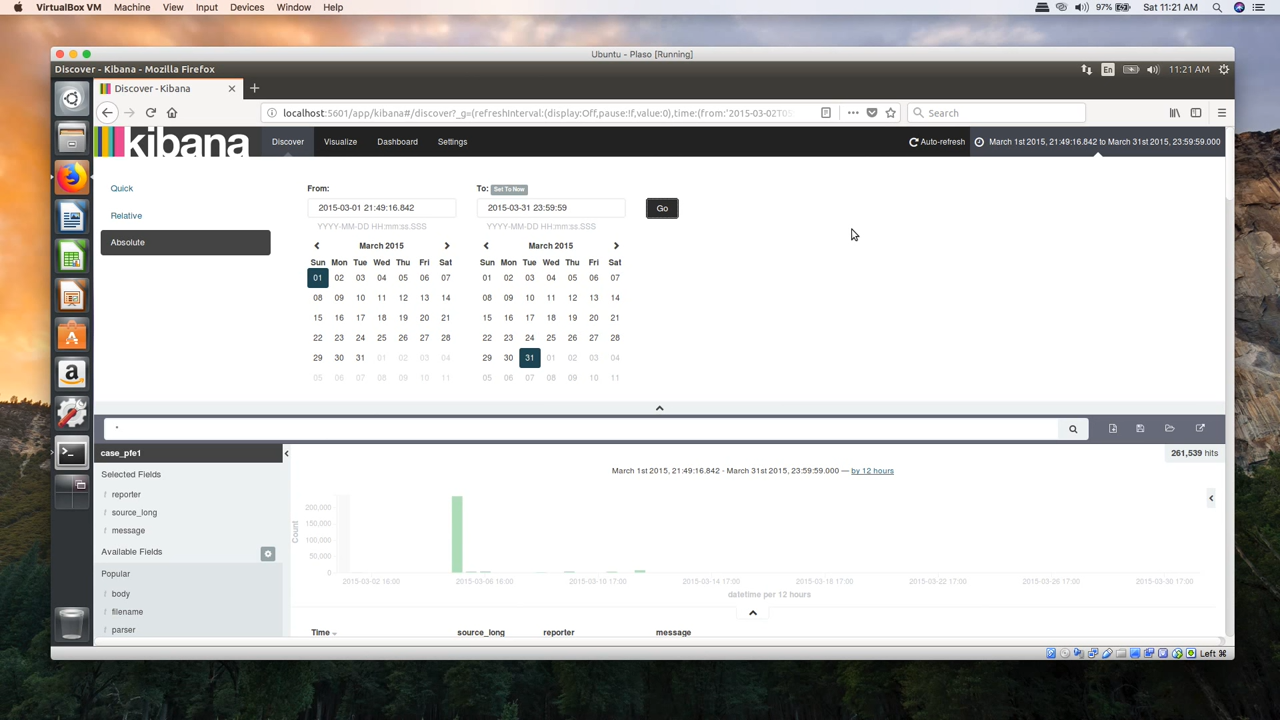 VirtualBox VM Machine View Input Devices Window Help 97% Sat 11:21 AM
Ubuntu - Plaso [Running]
Discover - Kibana - Mozilla Firefox En 11:21 AM
Discover - Kibana
localhost:5601/app/kibana#/discover?_g=(refreshInterval:(display:Off,pause:!f,value:0),time:(from:'2015-03-02T05 Search
kibana Discover Visualize Dashboard Settings Auto-refresh March 1st 2015, 21:49:16.842 to March 31st 2015, 23:59:59.000
Quick From: To: Set To Now
Relative 2015-03-01 21:49:16.842 2015-03-31 23:59:59 Go
YYYY-MM-DD HH:mm:ss.SSS YYYY-MM-DD HH:mm:ss.SSS
Absolute March 2015 March 2015
Sun Mon Tue Wed Thu Fri Sat Sun Mon Tue Wed Thu Fri Sat
01 02 03 04 05 06 07 01 02 03 04 05 06 07
08 09 10 11 12 13 14 08 09 10 11 12 13 14
15 16 17 18 19 20 21 15 16 17 18 19 20 21
22 23 24 25 26 27 28 22 23 24 25 26 27 28
29 30 31 01 02 03 04 29 30 31 01 02 03 04
05 06 07 08 09 10 11 05 06 07 08 09 10 11
*
case_pfe1 261,539 hits
Selected Fields March 1st 2015, 21:49:16.842 - March 31st 2015, 23:59:59.000 — by 12 hours
t reporter
t source_long
t message
Available Fields
Popular
t body
t filename
t parser
Count
200,000
150,000
100,000
50,000
0
2015-03-02 16:00 2015-03-06 16:00 2015-03-10 17:00 2015-03-14 17:00 2015-03-18 17:00 2015-03-22 17:00 2015-03-26 17:00 2015-03-30 17:00
datetime per 12 hours
Time source_long reporter message
Left ⌘